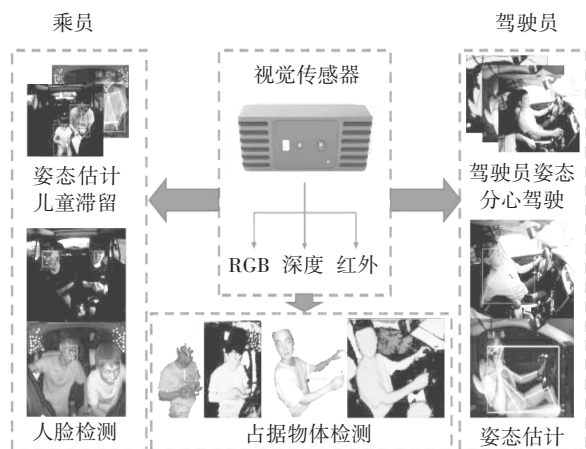 乘员
驾驶员
视觉传感器
姿态估计
儿童滞留
驾驶员姿态
分心驾驶
RGB 深度 红外
人脸检测
占据物体检测
姿态估计